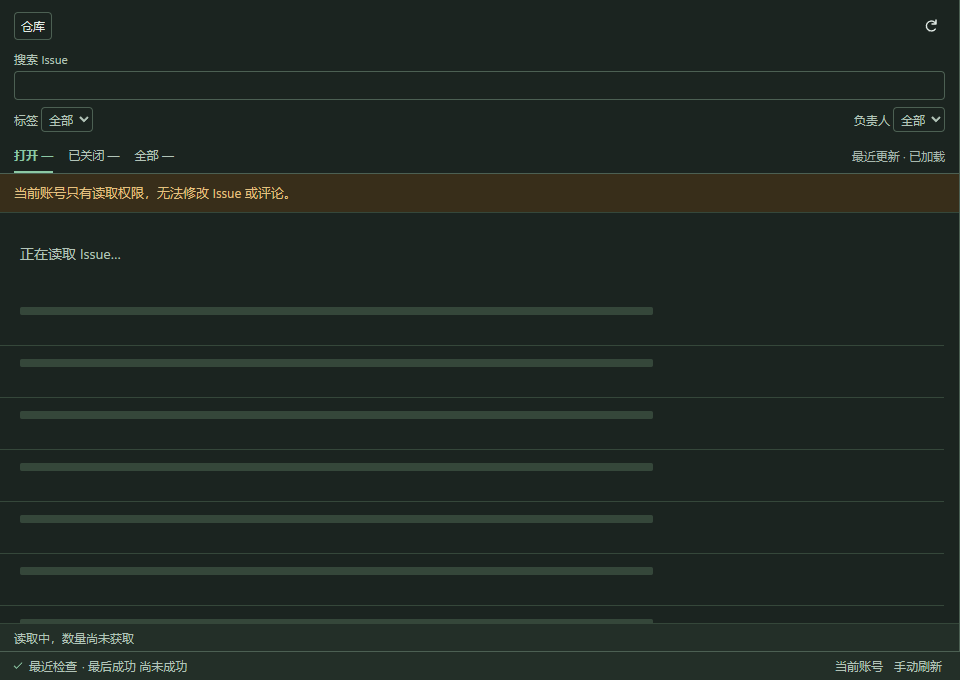 仓库
搜索 Issue
标签 全部 负责人 全部
打开 — 已关闭 — 全部 — 最近更新 · 已加载
当前账号只有读取权限，无法修改 Issue 或评论。
正在读取 Issue...
读取中，数量尚未获取
最近检查 · 最后成功 尚未成功 当前账号 手动刷新